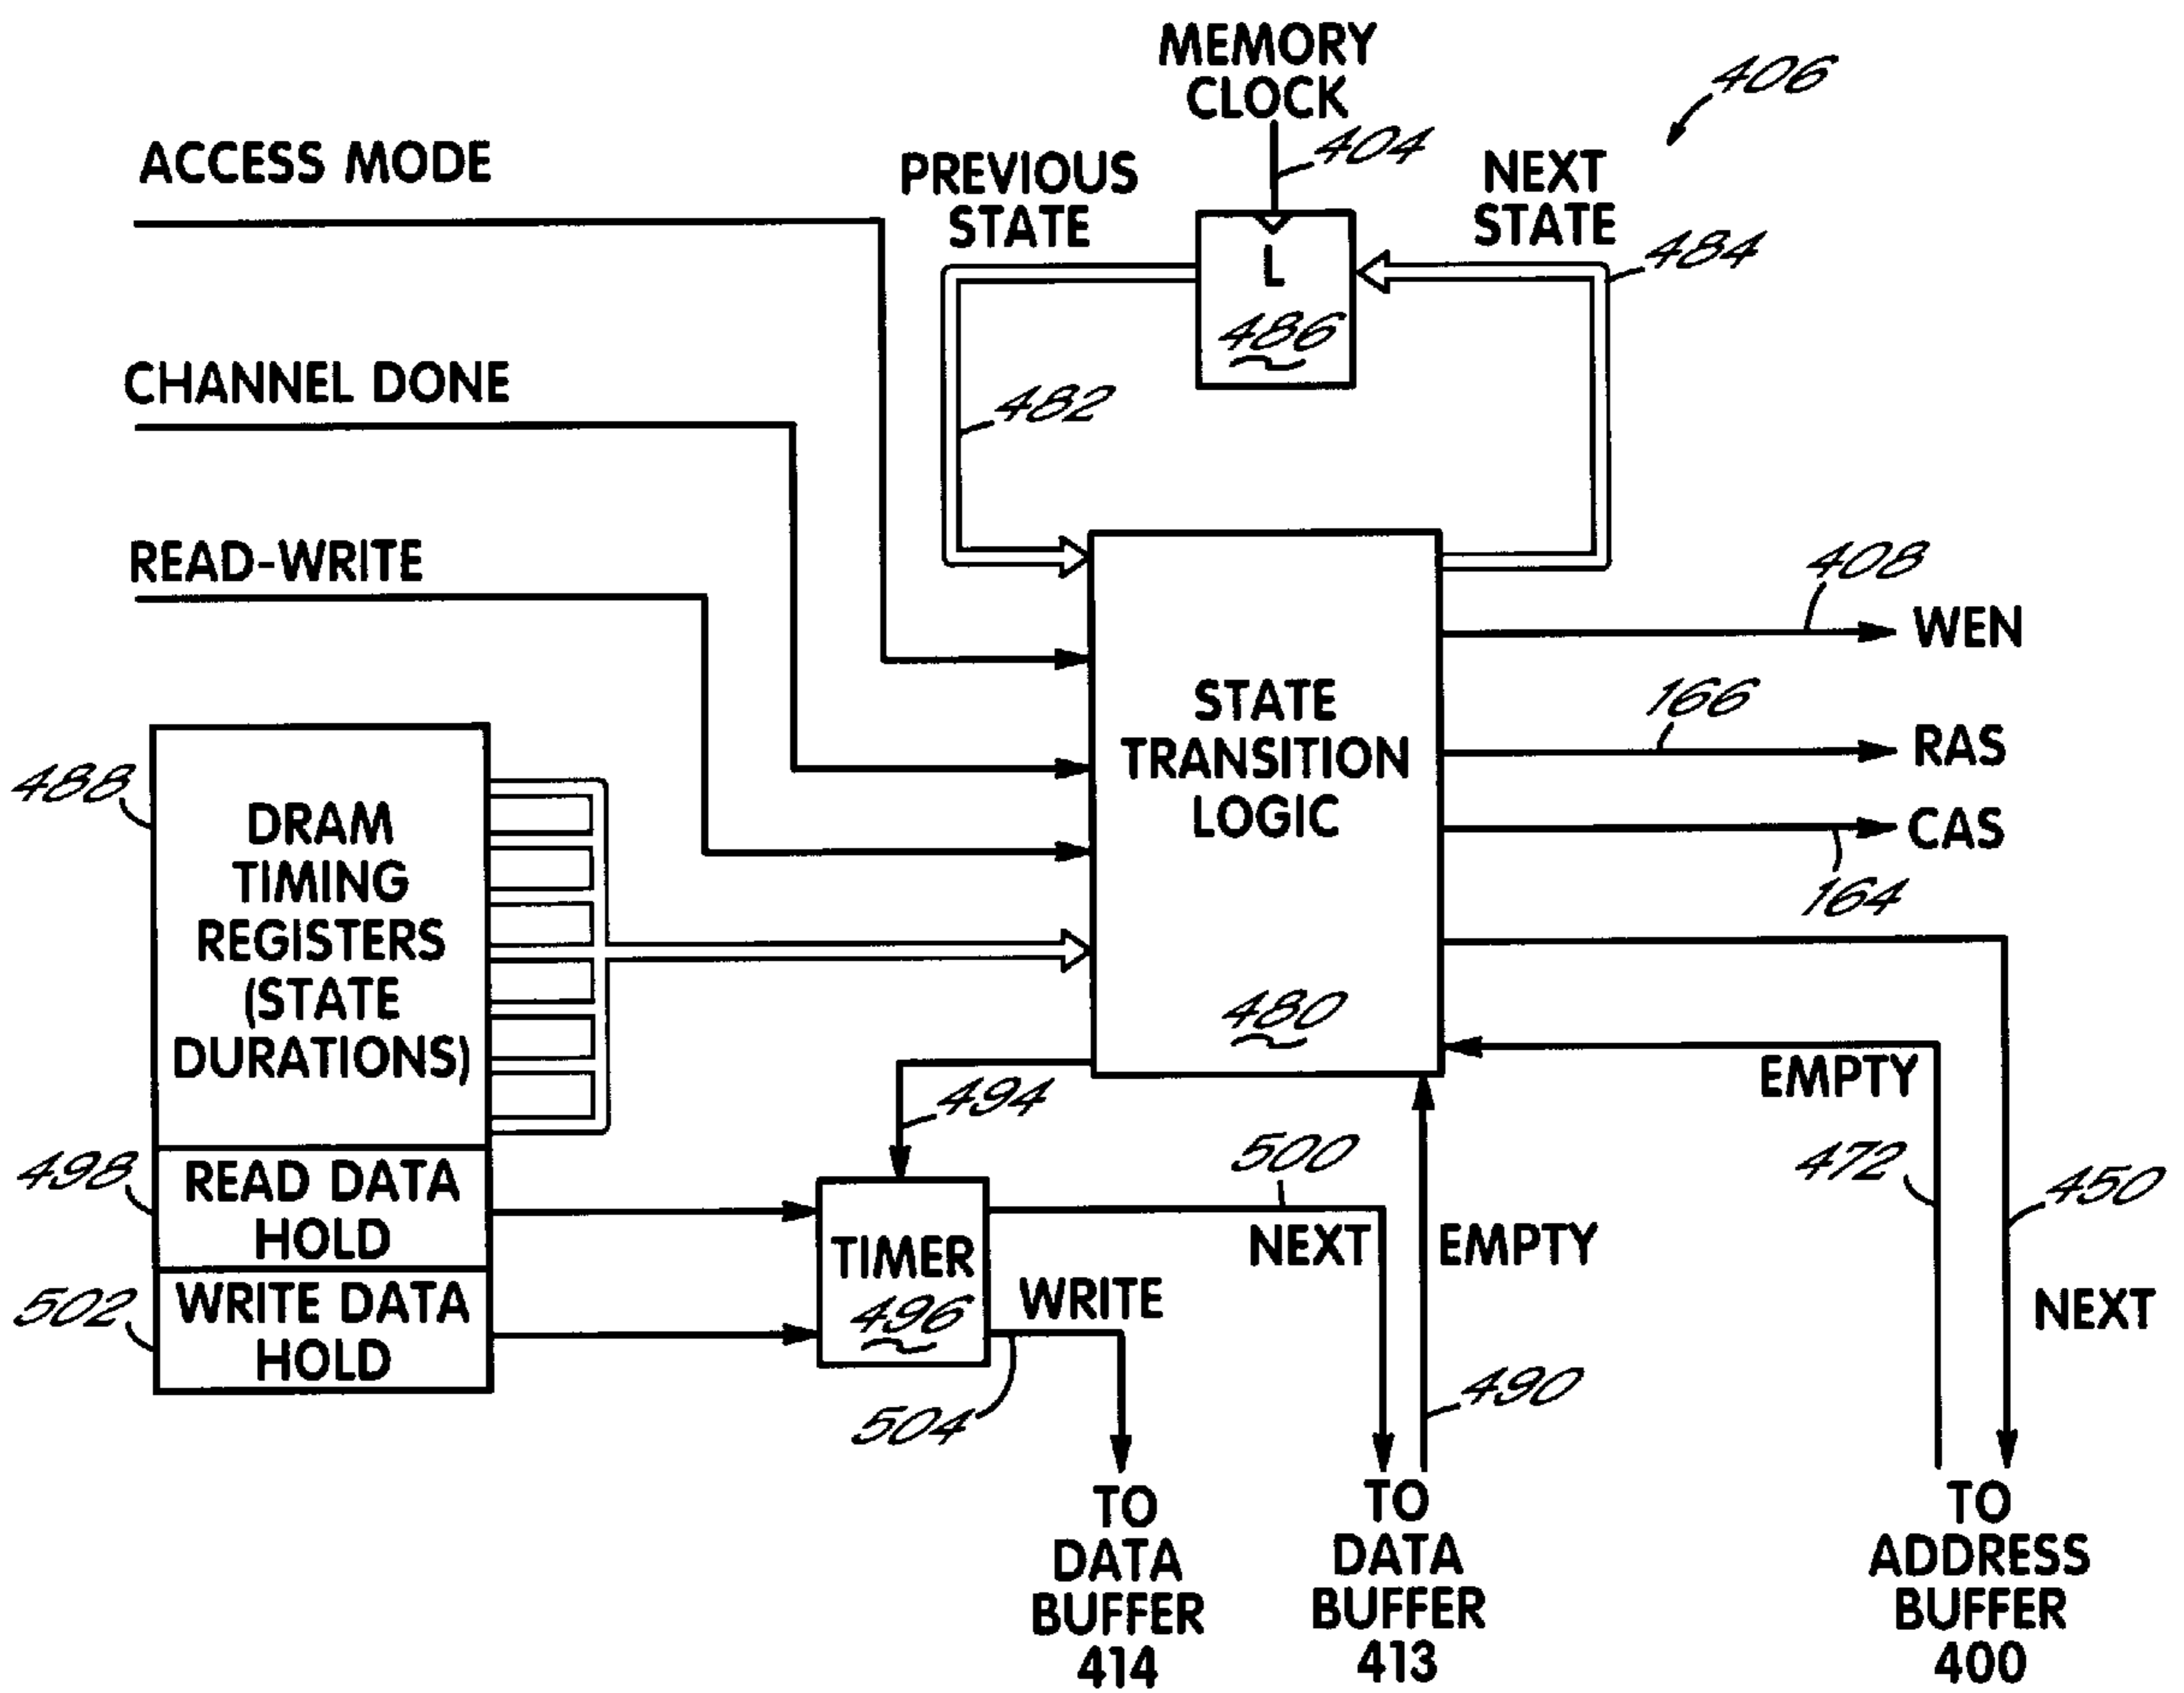 MEMORY
CLOCK
406
404
ACCESS MODE
PREVIOUS
STATE
NEXT
STATE
484
L
486
482
CHANNEL DONE
READ-WRITE
408
WEN
166
RAS
CAS
164
STATE
TRANSITION
LOGIC
480
488
DRAM
TIMING
REGISTERS
(STATE
DURATIONS)
498
READ DATA
HOLD
502
WRITE DATA
HOLD
494
TIMER
496
500
NEXT
EMPTY
WRITE
504
490
EMPTY
472
450
NEXT
TO
DATA
BUFFER
414
TO
DATA
BUFFER
413
TO
ADDRESS
BUFFER
400